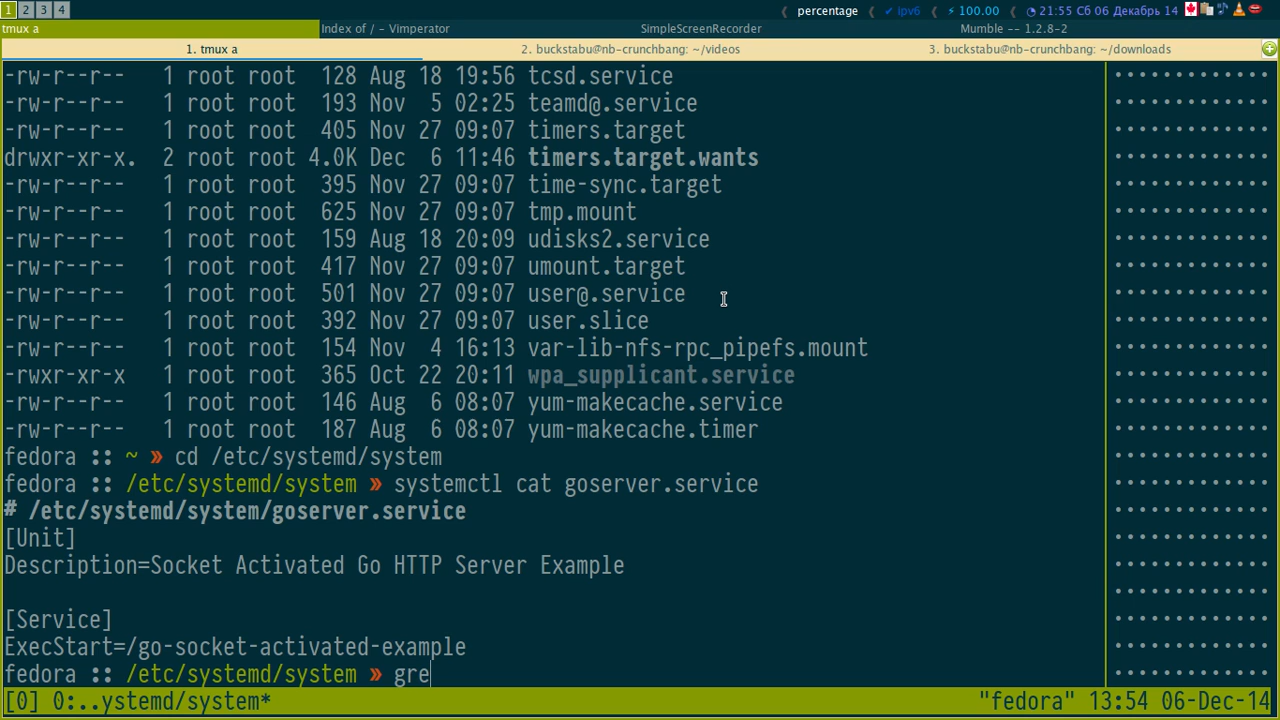 1 2 3 4 percentage ipv6 100.00 21:55 Сб 06 Декабрь 14
tmux a Index of / - Vimperator SimpleScreenRecorder Mumble -- 1.2.8-2
1. tmux a 2. buckstabu@nb-crunchbang: ~/videos 3. buckstabu@nb-crunchbang: ~/downloads
-rw-r--r-- 1 root root 128 Aug 18 19:56 tcsd.service
-rw-r--r-- 1 root root 193 Nov 5 02:25 teamd@.service
-rw-r--r-- 1 root root 405 Nov 27 09:07 timers.target
drwxr-xr-x. 2 root root 4.0K Dec 6 11:46 timers.target.wants
-rw-r--r-- 1 root root 395 Nov 27 09:07 time-sync.target
-rw-r--r-- 1 root root 625 Nov 27 09:07 tmp.mount
-rw-r--r-- 1 root root 159 Aug 18 20:09 udisks2.service
-rw-r--r-- 1 root root 417 Nov 27 09:07 umount.target
-rw-r--r-- 1 root root 501 Nov 27 09:07 user@.service
-rw-r--r-- 1 root root 392 Nov 27 09:07 user.slice
-rw-r--r-- 1 root root 154 Nov 4 16:13 var-lib-nfs-rpc_pipefs.mount
-rwxr-xr-x 1 root root 365 Oct 22 20:11 wpa_supplicant.service
-rw-r--r-- 1 root root 146 Aug 6 08:07 yum-makecache.service
-rw-r--r-- 1 root root 187 Aug 6 08:07 yum-makecache.timer
fedora :: ~ » cd /etc/systemd/system
fedora :: /etc/systemd/system » systemctl cat goserver.service
# /etc/systemd/system/goserver.service
[Unit]
Description=Socket Activated Go HTTP Server Example
[Service]
ExecStart=/go-socket-activated-example
fedora :: /etc/systemd/system » gre
[0] 0:..ystemd/system* "fedora" 13:54 06-Dec-14